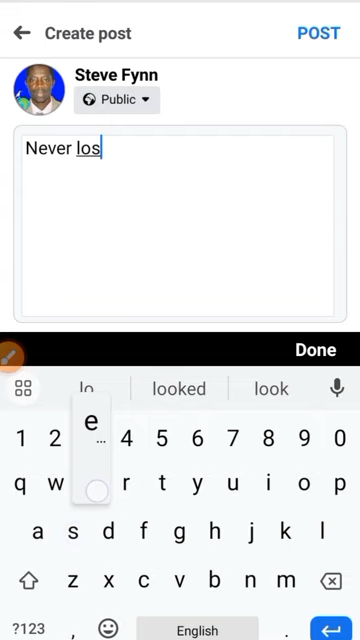 Create post
POST
Steve Fynn
Public
Never los
Done
lo looked look
e
...
1 2 4 5 6 7 8 9 0
q w r t y u i o p
a s d f g h j k l
z x c v b n m
?123 , English .